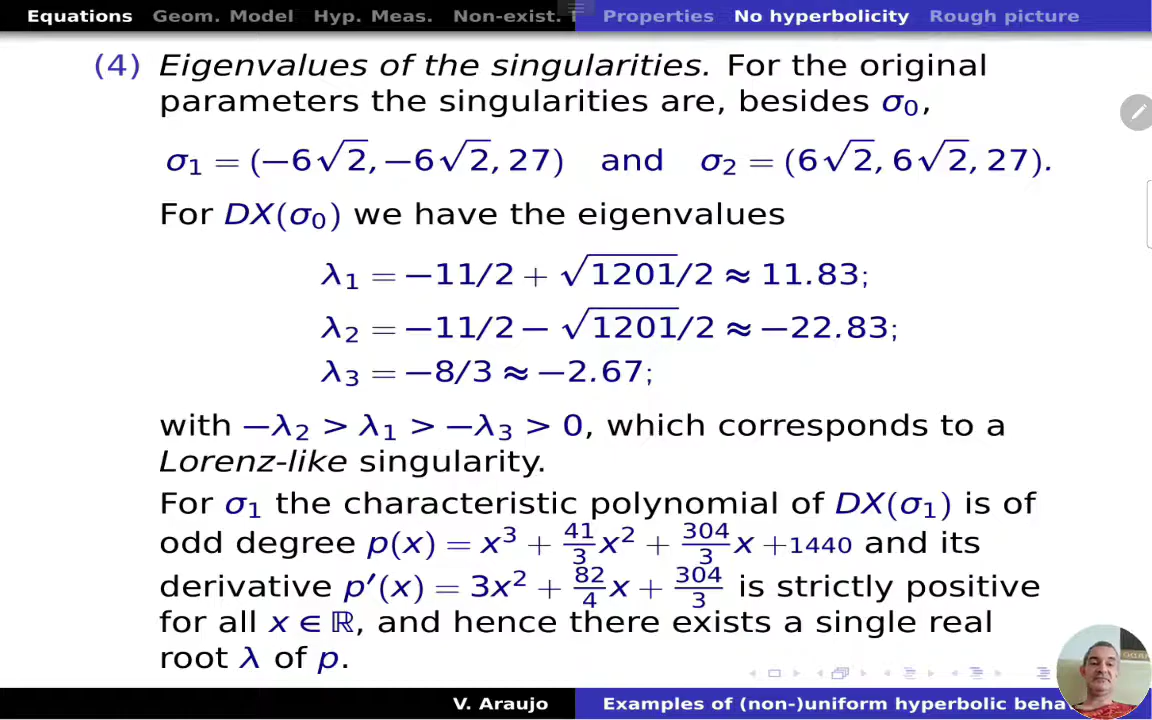 Equations Geom. Model Hyp. Meas. Non-exist. Properties No hyperbolicity Rough picture
(4) Eigenvalues of the singularities. For the original
parameters the singularities are, besides σ₀,
σ₁ = (−6√2, −6√2, 27) and σ₂ = (6√2, 6√2, 27).
For DX(σ₀) we have the eigenvalues
λ₁ = −11/2 + √1201/2 ≈ 11.83;
λ₂ = −11/2 − √1201/2 ≈ −22.83;
λ₃ = −8/3 ≈ −2.67;
with −λ₂ > λ₁ > −λ₃ > 0, which corresponds to a
Lorenz-like singularity.
For σ₁ the characteristic polynomial of DX(σ₁) is of
odd degree p(x) = x³ + 41/3 x² + 304/3 x + 1440 and its
derivative p′(x) = 3x² + 82/4 x + 304/3 is strictly positive
for all x ∈ ℝ, and hence there exists a single real
root λ of p.
V. Araujo Examples of (non-)uniform hyperbolic beha